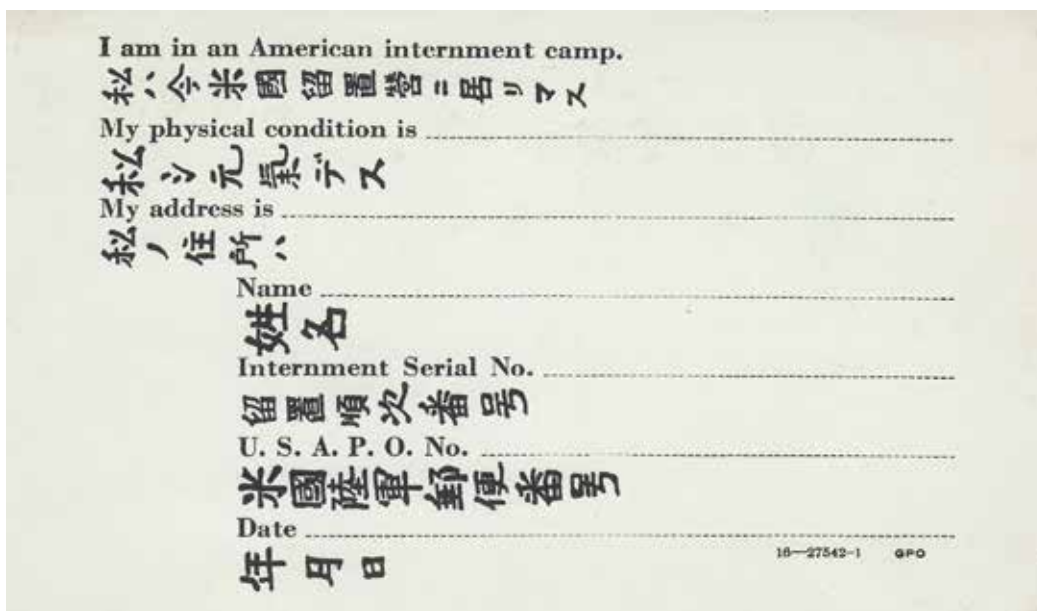 I am in an American internment camp.
私ハ今米國留置營ニ居リマス
My physical condition is
私ハ元氣デス
My address is
私ノ住所ハ
Name
姓名
Internment Serial No.
留置順次番号
U. S. A. P. O. No.
米國陸軍郵便番号
Date
年月日
16—27542-1 GPO